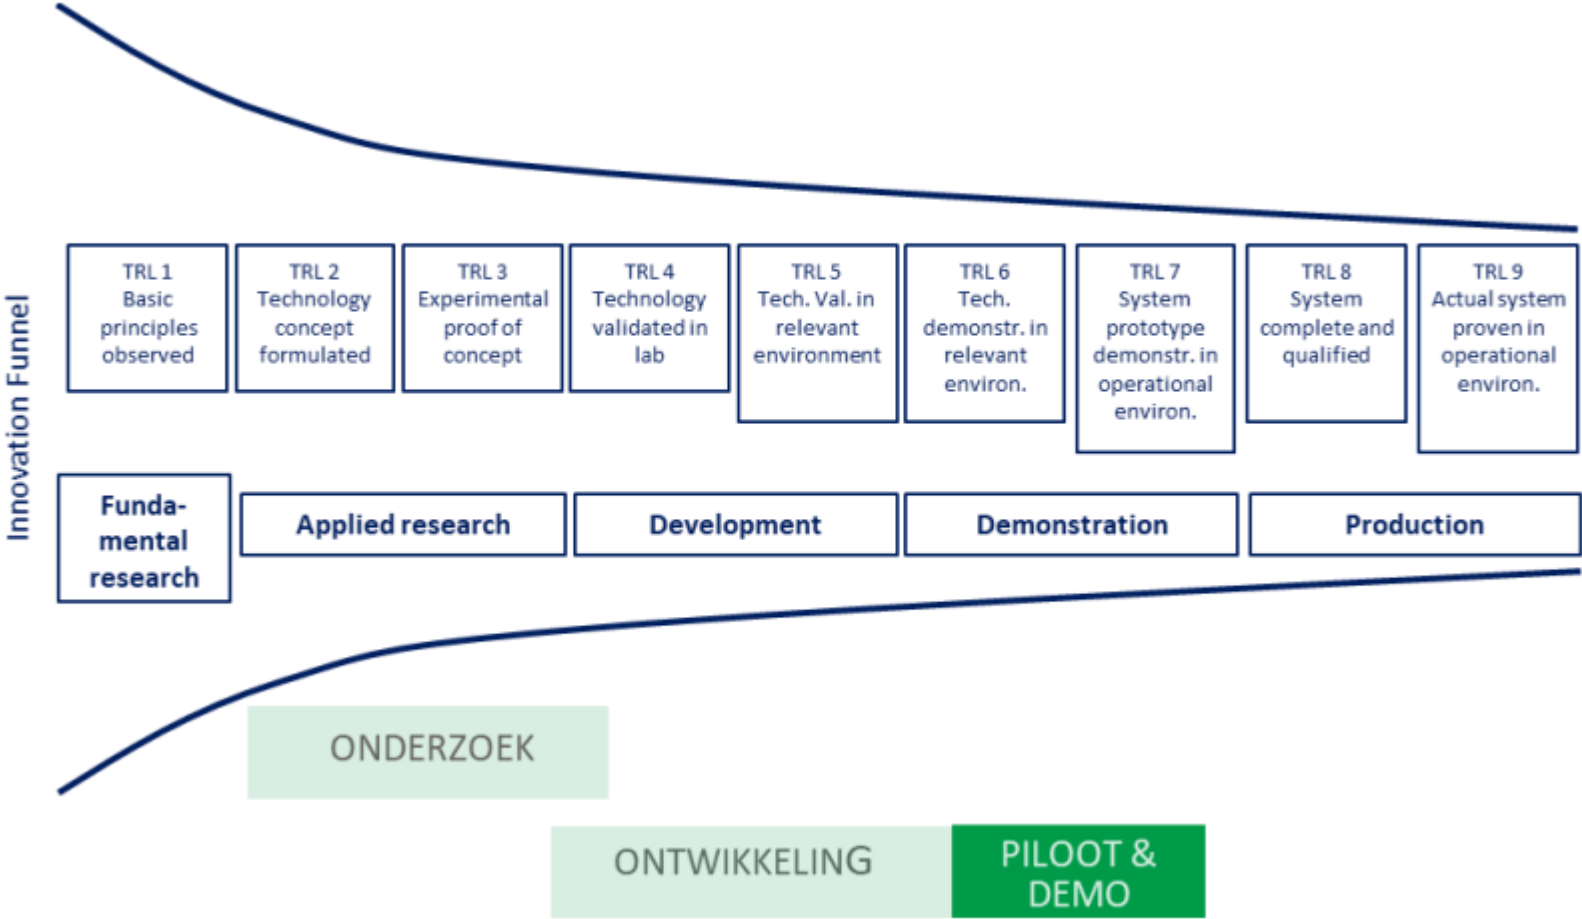 Innovation Funnel
TRL 1
Basic
principles
observed
TRL 2
Technology
concept
formulated
TRL 3
Experimental
proof of
concept
TRL 4
Technology
validated in
lab
TRL 5
Tech. Val. in
relevant
environment
TRL 6
Tech.
demonstr. in
relevant
environ.
TRL 7
System
prototype
demonstr. in
operational
environ.
TRL 8
System
complete and
qualified
TRL 9
Actual system
proven in
operational
environ.
Funda-
mental
research
Applied research
Development
Demonstration
Production
ONDERZOEK
ONTWIKKELING
PILOOT &
DEMO